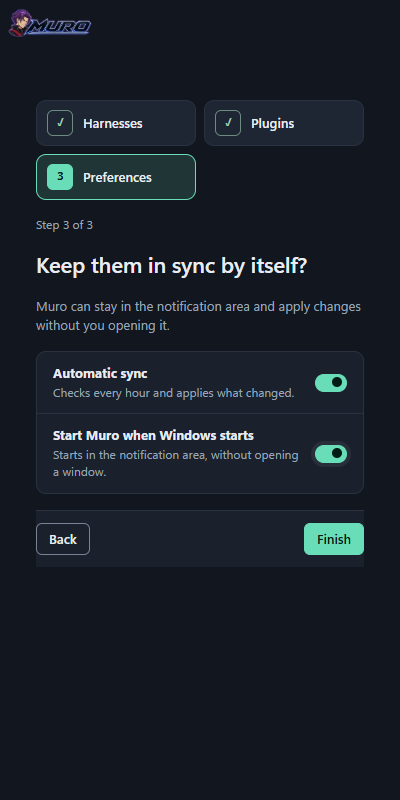 MURO
✓ Harnesses
✓ Plugins
3 Preferences
Step 3 of 3
Keep them in sync by itself?
Muro can stay in the notification area and apply changes
without you opening it.
Automatic sync
Checks every hour and applies what changed.
Start Muro when Windows starts
Starts in the notification area, without opening
a window.
Back
Finish